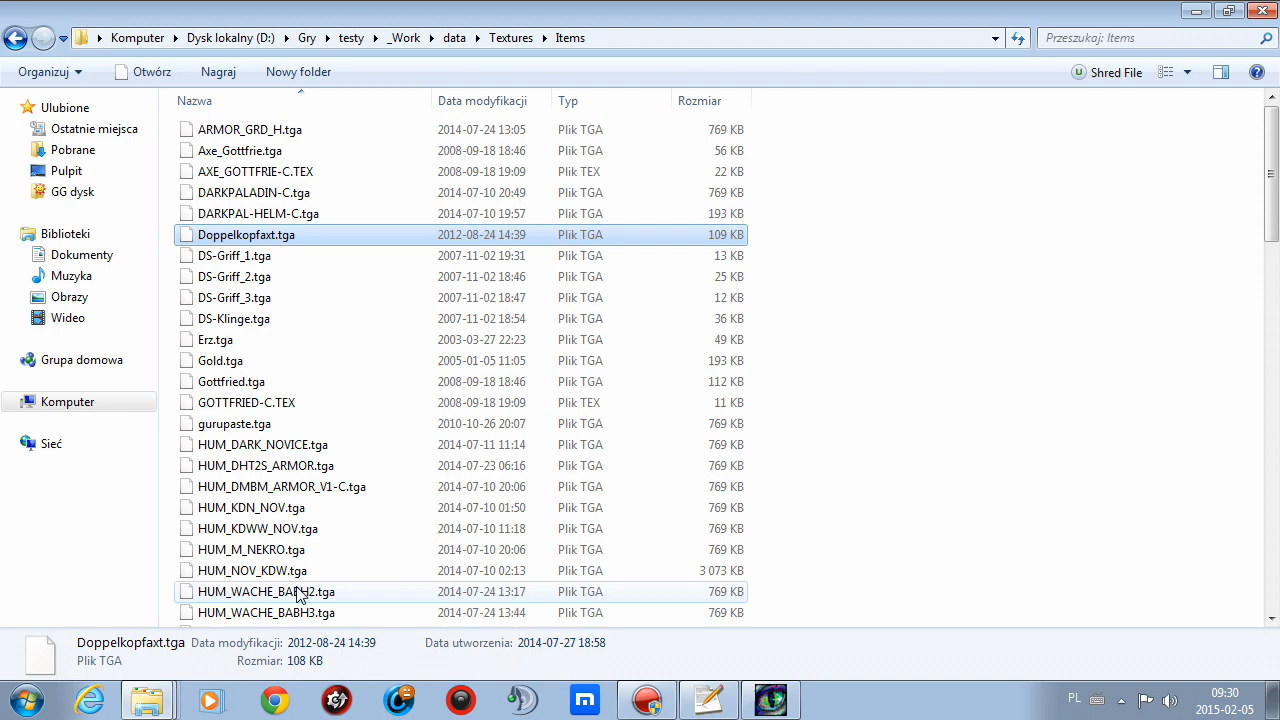 Komputer Dysk lokalny (D:) Gry testy _Work data Textures Items Przeszukaj: Items
Organizuj Otwórz Nagraj Nowy folder Shred File
Ulubione
Ostatnie miejsca
Pobrane
Pulpit
GG dysk
Biblioteki
Dokumenty
Muzyka
Obrazy
Wideo
Grupa domowa
Komputer
Sieć
Nazwa Data modyfikacji Typ Rozmiar
ARMOR_GRD_H.tga 2014-07-24 13:05 Plik TGA 769 KB
Axe_Gottfrie.tga 2008-09-18 18:46 Plik TGA 56 KB
AXE_GOTTFRIE-C.TEX 2008-09-18 19:09 Plik TEX 22 KB
DARKPALADIN-C.tga 2014-07-10 20:49 Plik TGA 769 KB
DARKPAL-HELM-C.tga 2014-07-10 19:57 Plik TGA 193 KB
Doppelkopfaxt.tga 2012-08-24 14:39 Plik TGA 109 KB
DS-Griff_1.tga 2007-11-02 19:31 Plik TGA 13 KB
DS-Griff_2.tga 2007-11-02 18:46 Plik TGA 25 KB
DS-Griff_3.tga 2007-11-02 18:47 Plik TGA 12 KB
DS-Klinge.tga 2007-11-02 18:54 Plik TGA 36 KB
Erz.tga 2003-03-27 22:23 Plik TGA 49 KB
Gold.tga 2005-01-05 11:05 Plik TGA 193 KB
Gottfried.tga 2008-09-18 18:46 Plik TGA 112 KB
GOTTFRIED-C.TEX 2008-09-18 19:09 Plik TEX 11 KB
gurupaste.tga 2010-10-26 20:07 Plik TGA 769 KB
HUM_DARK_NOVICE.tga 2014-07-11 11:14 Plik TGA 769 KB
HUM_DHT2S_ARMOR.tga 2014-07-23 06:16 Plik TGA 769 KB
HUM_DMBM_ARMOR_V1-C.tga 2014-07-10 20:06 Plik TGA 769 KB
HUM_KDN_NOV.tga 2014-07-10 01:50 Plik TGA 769 KB
HUM_KDWW_NOV.tga 2014-07-10 11:18 Plik TGA 769 KB
HUM_M_NEKRO.tga 2014-07-10 20:06 Plik TGA 769 KB
HUM_NOV_KDW.tga 2014-07-10 02:13 Plik TGA 3 073 KB
HUM_WACHE_BABH2.tga 2014-07-24 13:17 Plik TGA 769 KB
HUM_WACHE_BABH3.tga 2014-07-24 13:44 Plik TGA 769 KB
Doppelkopfaxt.tga Data modyfikacji: 2012-08-24 14:39 Data utworzenia: 2014-07-27 18:58
Plik TGA Rozmiar: 108 KB
PL 09:30
2015-02-05